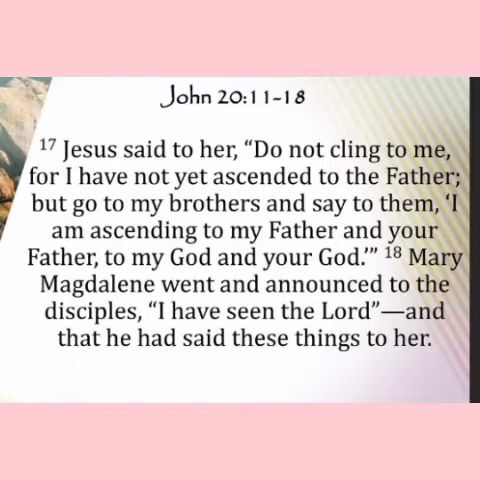 John 20:11-18
17 Jesus said to her, “Do not cling to me,
for I have not yet ascended to the Father;
but go to my brothers and say to them, ‘I
am ascending to my Father and your
Father, to my God and your God.’” 18 Mary
Magdalene went and announced to the
disciples, “I have seen the Lord”—and
that he had said these things to her.